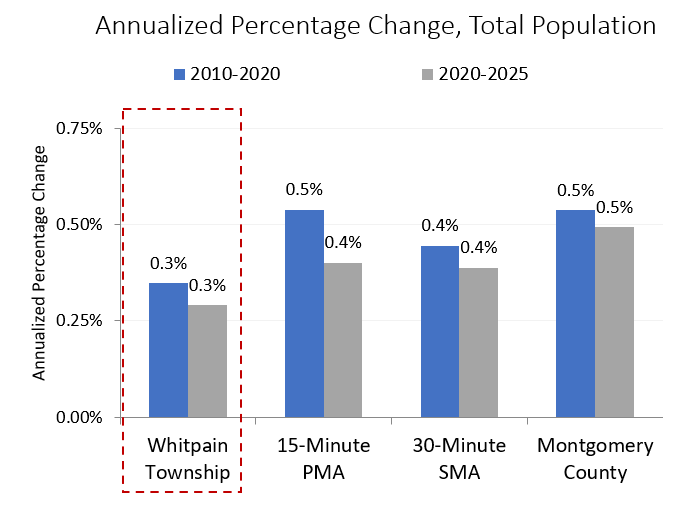 Annualized Percentage Change, Total Population
2010-2020 2020-2025
Annualized Percentage Change
0.75%
0.50%
0.25%
0.00%
0.3% 0.3% 0.5% 0.4% 0.4% 0.4% 0.5% 0.5%
Whitpain 15-Minute 30-Minute Montgomery
Township PMA SMA County